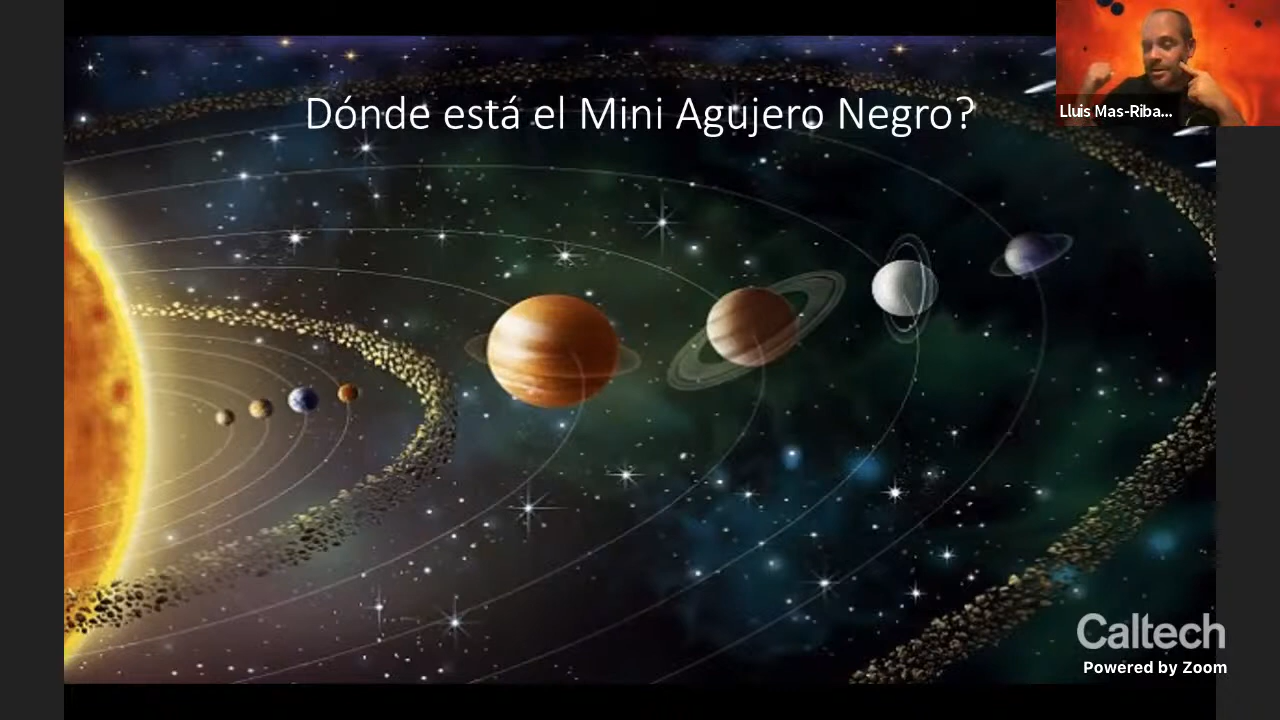 Dónde está el Mini Agujero Negro?
Lluis Mas-Riba...
Caltech
Powered by Zoom